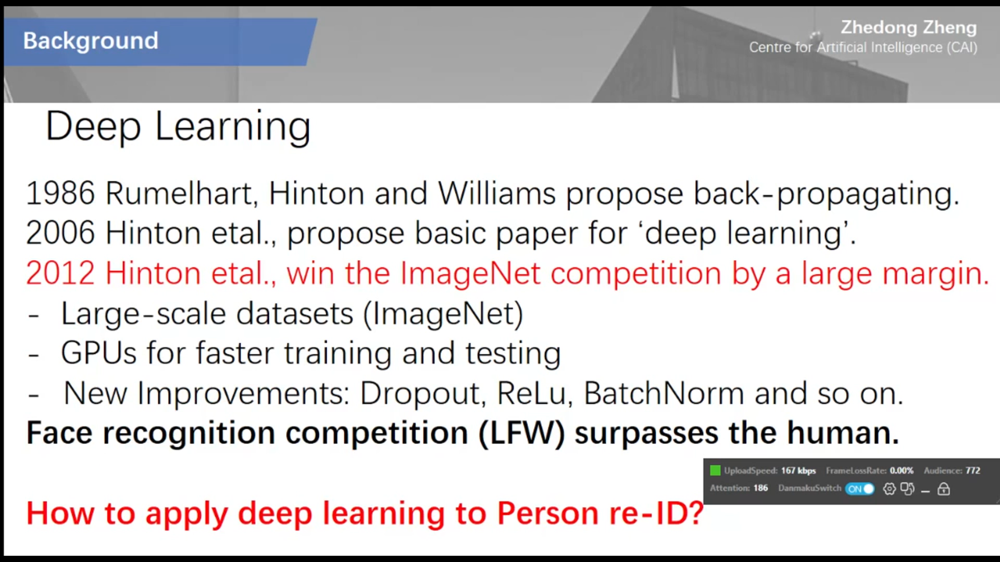 Background
Zhedong Zheng
Centre for Artificial Intelligence (CAI)
Deep Learning
1986 Rumelhart, Hinton and Williams propose back-propagating.
2006 Hinton etal., propose basic paper for ‘deep learning’.
2012 Hinton etal., win the ImageNet competition by a large margin.
- Large-scale datasets (ImageNet)
- GPUs for faster training and testing
- New Improvements: Dropout, ReLu, BatchNorm and so on.
Face recognition competition (LFW) surpasses the human.
UploadSpeed: 167 kbps FrameLossRate: 0.00% Audience: 772
Attention: 186 DanmakuSwitch ON
How to apply deep learning to Person re-ID?